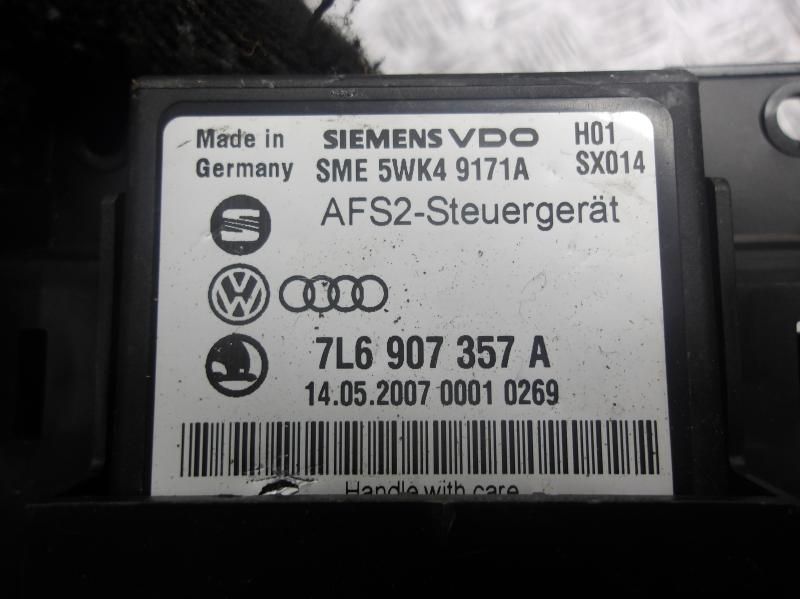 Made in SIEMENS VDO H01
Germany SME 5WK4 9171A SX014
AFS2-Steuergerät
7L6 907 357 A
14.05.2007 0001 0269
Handle with care